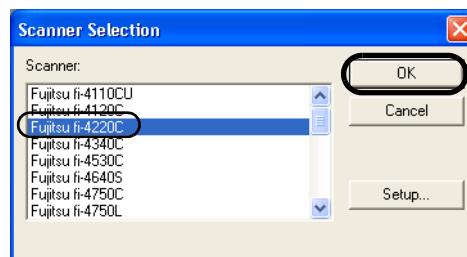 Scanner Selection
Scanner:
OK
Fujitsu fi-4110CU
Fujitsu fi-4120C
Cancel
Fujitsu fi-4220C
Fujitsu fi-4340C
Fujitsu fi-4530C
Fujitsu fi-4640S
Fujitsu fi-4750C
Setup...
Fujitsu fi-4750L